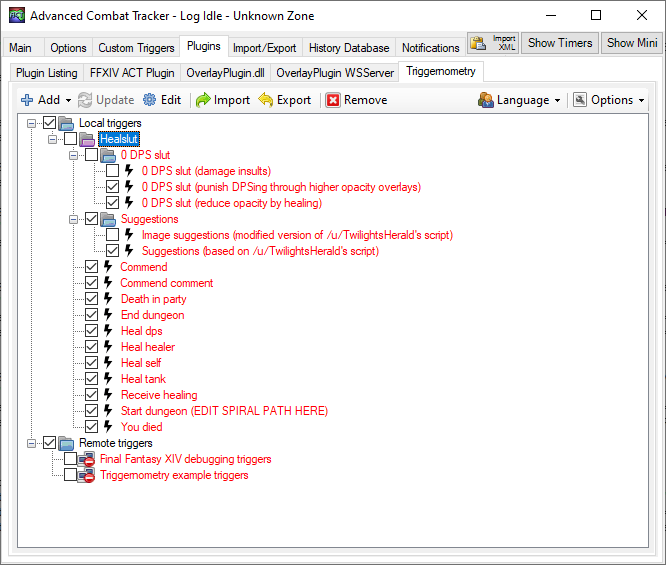 Advanced Combat Tracker - Log Idle - Unknown Zone
Main Options Custom Triggers Plugins Import/Export History Database Notifications Import XML Show Timers Show Mini
Plugin Listing FFXIV ACT Plugin OverlayPlugin.dll OverlayPlugin WSServer Triggernometry
Add Update Edit Import Export Remove Language Options
Local triggers
Healslut
0 DPS slut
0 DPS slut (damage insults)
0 DPS slut (punish DPSing through higher opacity overlays)
0 DPS slut (reduce opacity by healing)
Suggestions
Image suggestions (modified version of /u/TwilightsHerald's script)
Suggestions (based on /u/TwilightsHerald's script)
Commend
Commend comment
Death in party
End dungeon
Heal dps
Heal healer
Heal self
Heal tank
Receive healing
Start dungeon (EDIT SPIRAL PATH HERE)
You died
Remote triggers
Final Fantasy XIV debugging triggers
Triggernometry example triggers